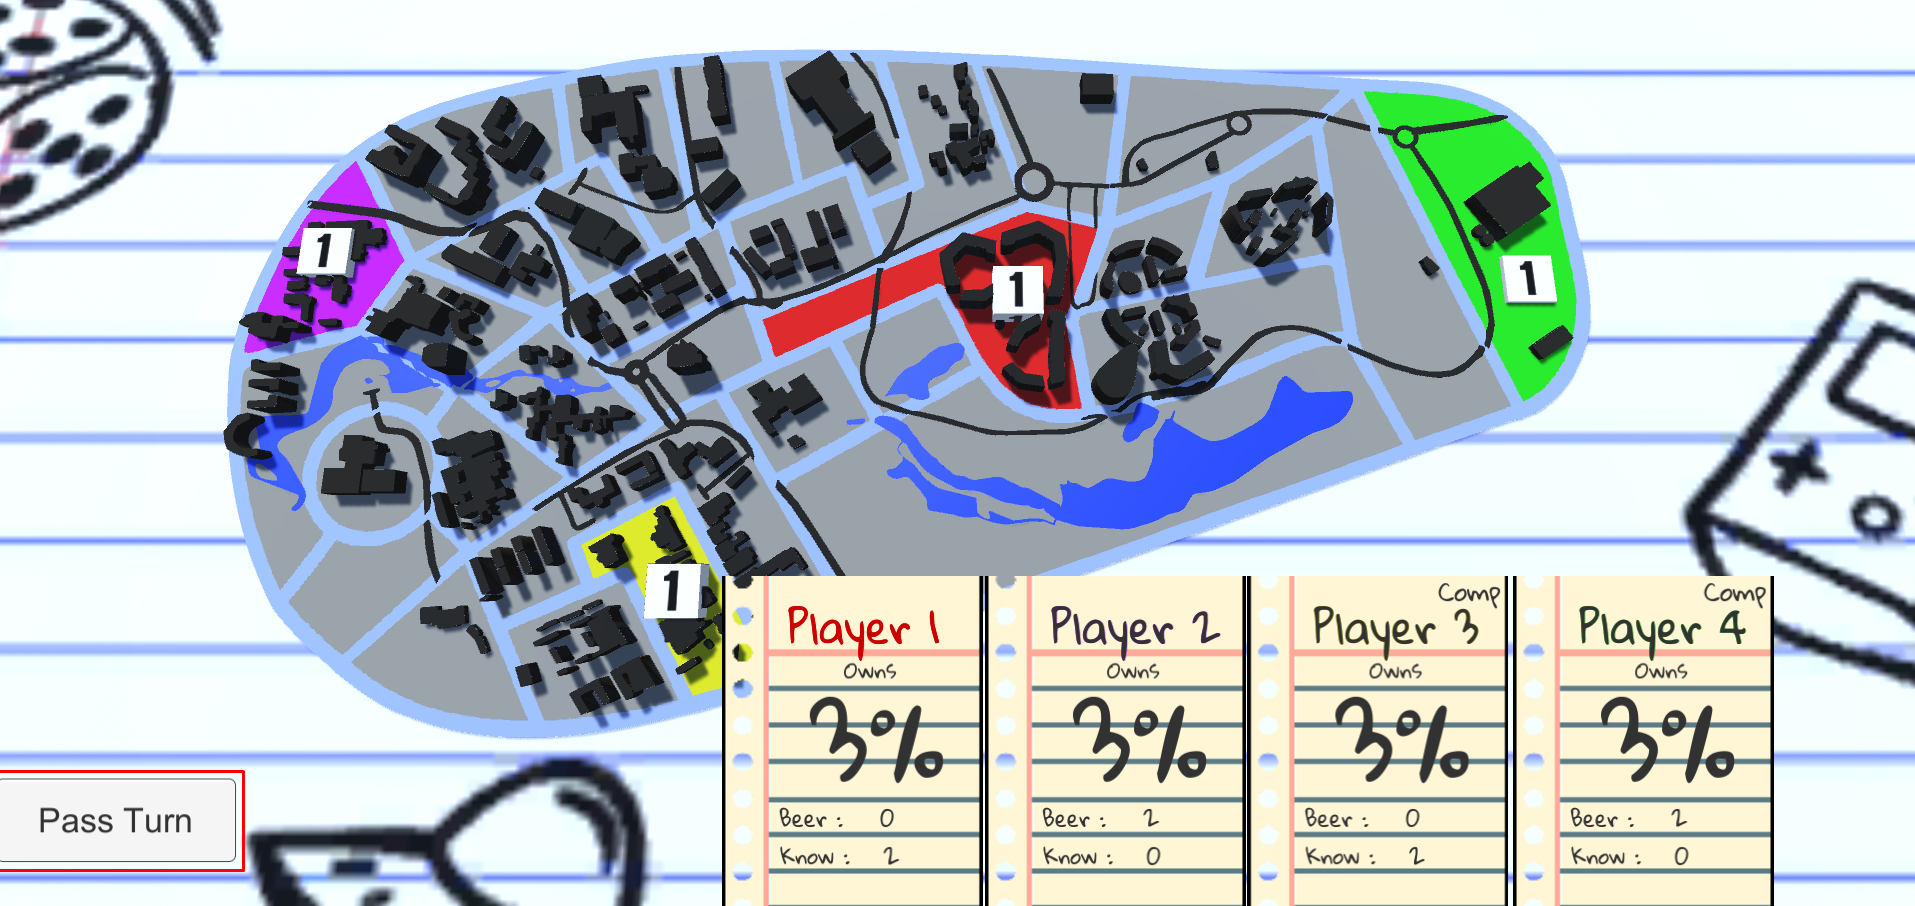 1
1
1
1
Player 1
Owns
3%
Beer : 0
Know : 2
Player 2
Owns
3%
Beer : 2
Know : 0
Comp
Player 3
Owns
3%
Beer : 0
Know : 2
Comp
Player 4
Owns
3%
Beer : 2
Know : 0
Pass Turn